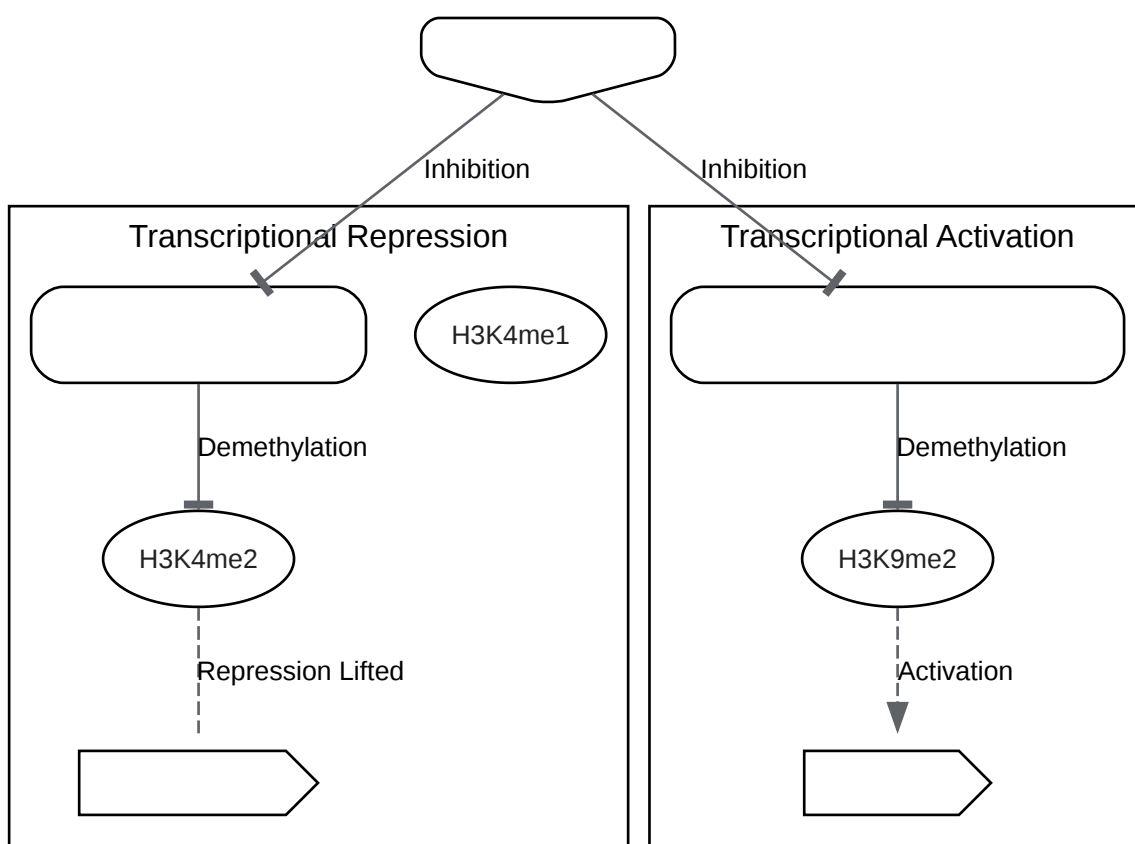 Inhibition
Inhibition
Transcriptional Repression
Transcriptional Activation
H3K4me1
Demethylation
Demethylation
H3K4me2
H3K9me2
Repression Lifted
Activation